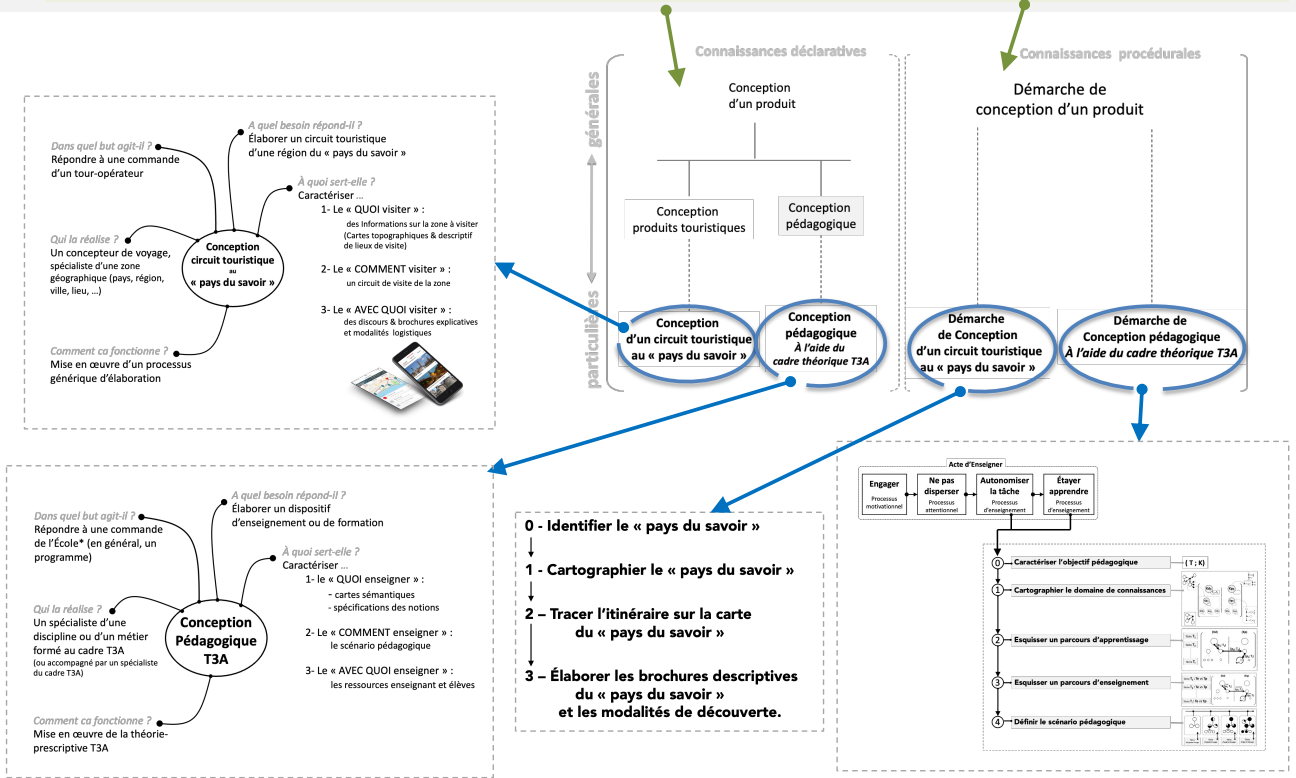 Connaissances déclaratives
Connaissances procédurales
générales
particulières
Conception
d'un produit
Démarche de
conception d'un produit
Conception
produits touristiques
Conception
pédagogique
Conception
d'un circuit touristique
au « pays du savoir »
Conception
pédagogique
À l'aide du
cadre théorique T3A
Démarche
de Conception
d'un circuit touristique
au « pays du savoir »
Démarche de
Conception pédagogique
À l'aide du cadre théorique T3A
A quel besoin répond-il ?
Élaborer un circuit touristique
d'une région du « pays du savoir »
Dans quel but agit-il ?
Répondre à une commande
d'un tour-opérateur
À quoi sert-elle ?
Caractériser ...
1- Le « QUOI visiter » :
des Informations sur la zone à visiter
(Cartes topographiques & descriptif
de lieux de visite)
2- Le « COMMENT visiter » :
un circuit de visite de la zone
3- Le « AVEC QUOI visiter » :
des discours & brochures explicatives
et modalités logistiques
Qui la réalise ?
Un concepteur de voyage,
spécialiste d'une zone
géographique (pays, région,
ville, lieu, ...)
Conception
circuit touristique
au
« pays du savoir »
Comment ca fonctionne ?
Mise en œuvre d'un processus
générique d'élaboration
A quel besoin répond-il ?
Élaborer un dispositif
d'enseignement ou de formation
Dans quel but agit-il ?
Répondre à une commande
de l'École* (en général, un
programme)
À quoi sert-elle ?
Caractériser ...
1- le « QUOI enseigner » :
- cartes sémantiques
- spécifications des notions
2- Le « COMMENT enseigner » :
le scénario pédagogique
3- Le « AVEC QUOI enseigner » :
les ressources enseignant et élèves
Qui la réalise ?
Un spécialiste d'une
discipline ou d'un métier
formé au cadre T3A
(ou accompagné par un spécialiste
du cadre T3A)
Conception
Pédagogique
T3A
Comment ca fonctionne ?
Mise en œuvre de la théorie-
prescriptive T3A
0 - Identifier le « pays du savoir »
1 - Cartographier le « pays du savoir »
2 – Tracer l'itinéraire sur la carte
du « pays du savoir »
3 – Élaborer les brochures descriptives
du « pays du savoir »
et les modalités de découverte.
Acte d'Enseigner
Engager
Processus
motivationnel
Ne pas
disperser
Processus
attentionnel
Autonomiser
la tâche
Processus
d'enseignement
Étayer
apprendre
Processus
d'enseignement
0 Caractériser l'objectif pédagogique
{ T ; K}
1 Cartographier le domaine de connaissances
2 Esquisser un parcours d'apprentissage
3 Esquisser un parcours d'enseignement
4 Définir le scénario pédagogique